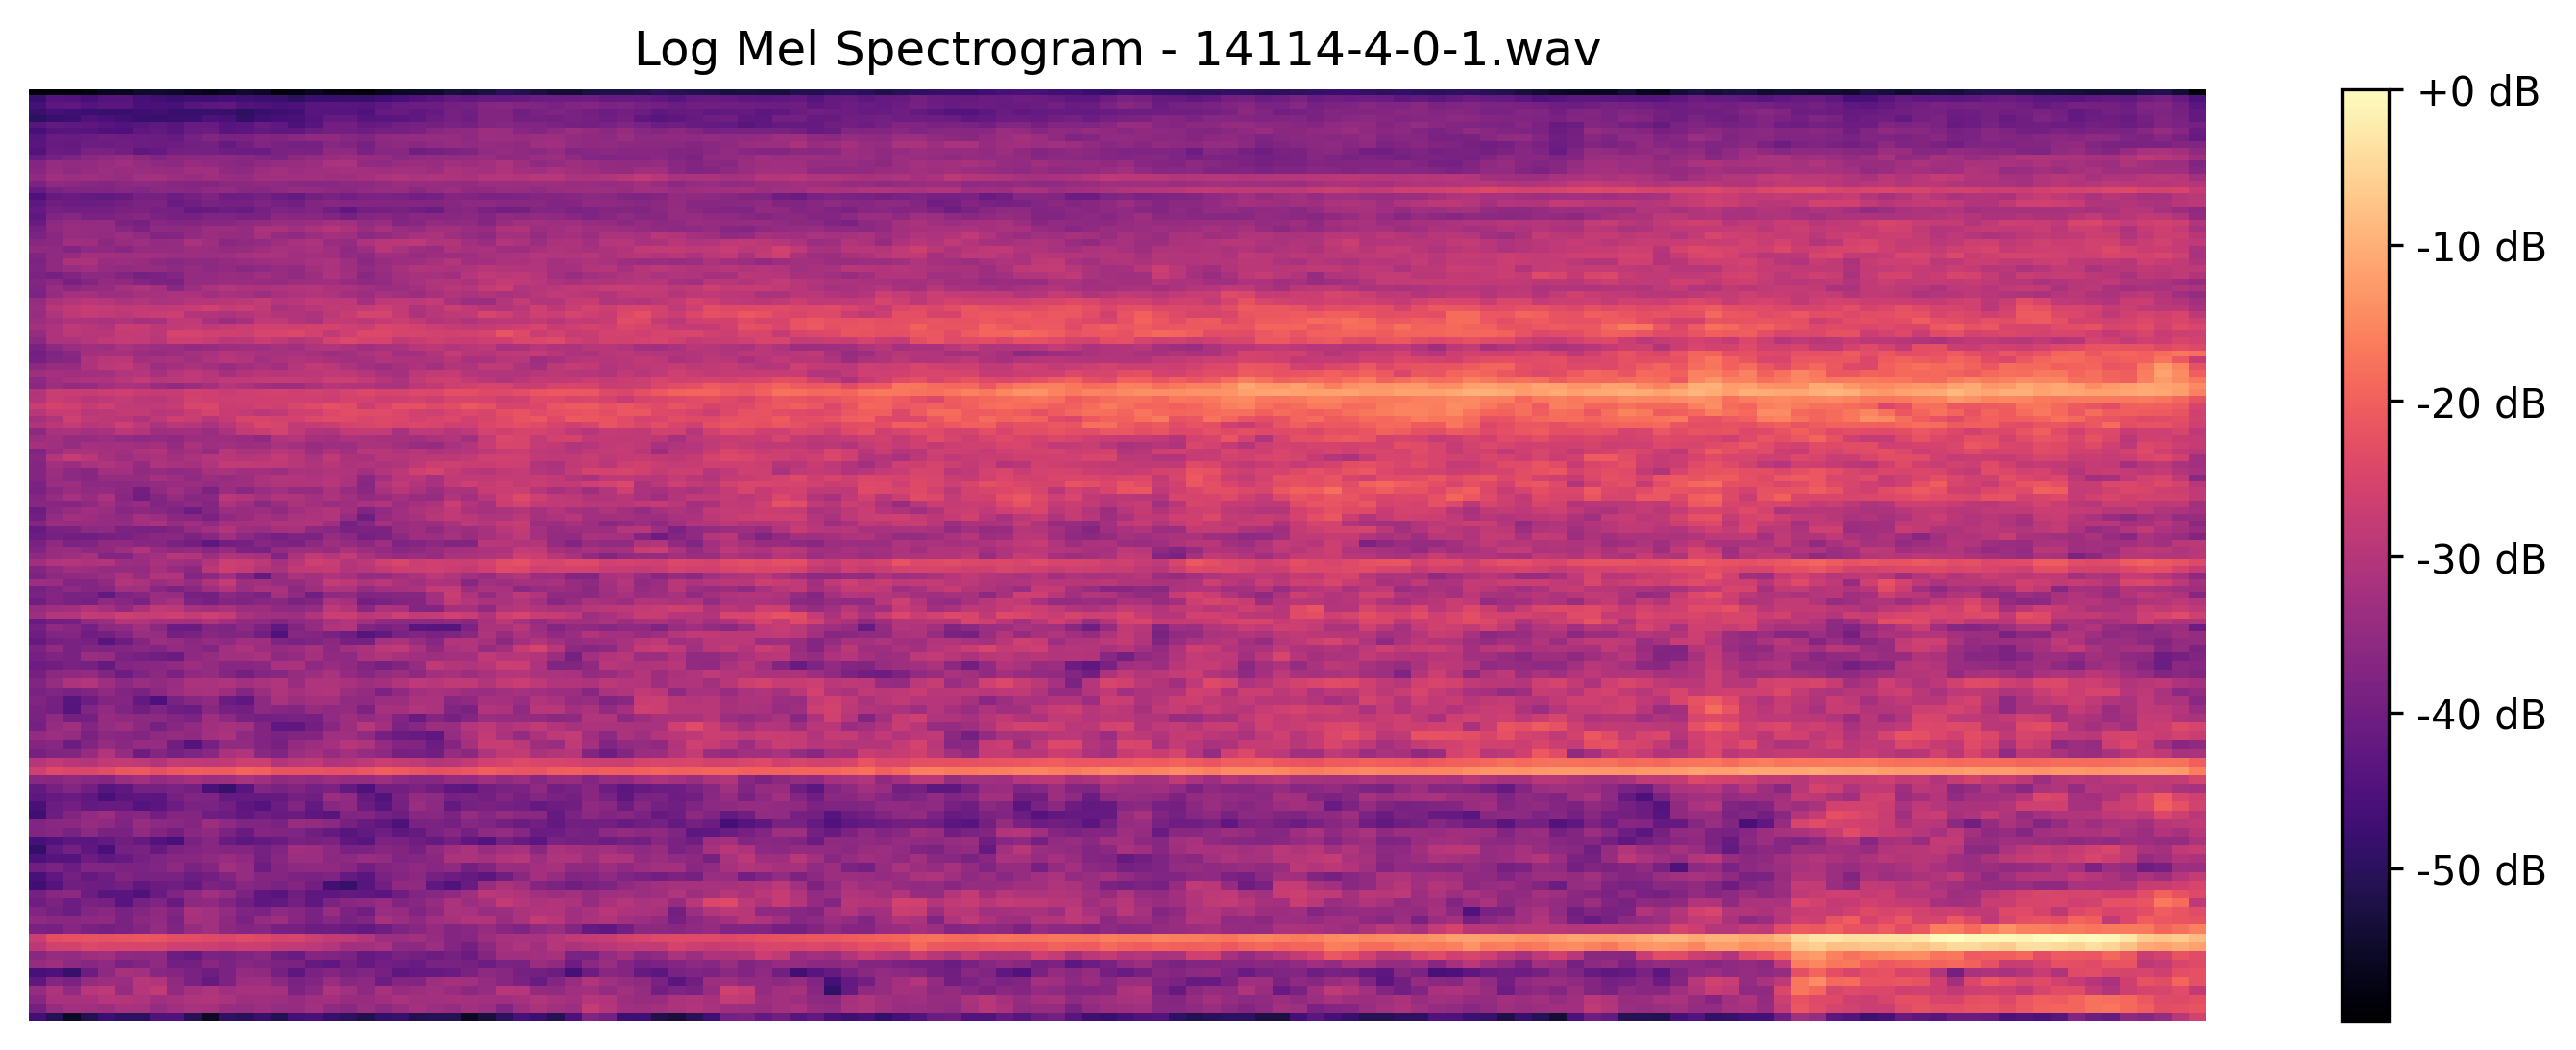 Log Mel Spectrogram - 14114-4-0-1.wav
+0 dB
-10 dB
-20 dB
-30 dB
-40 dB
-50 dB